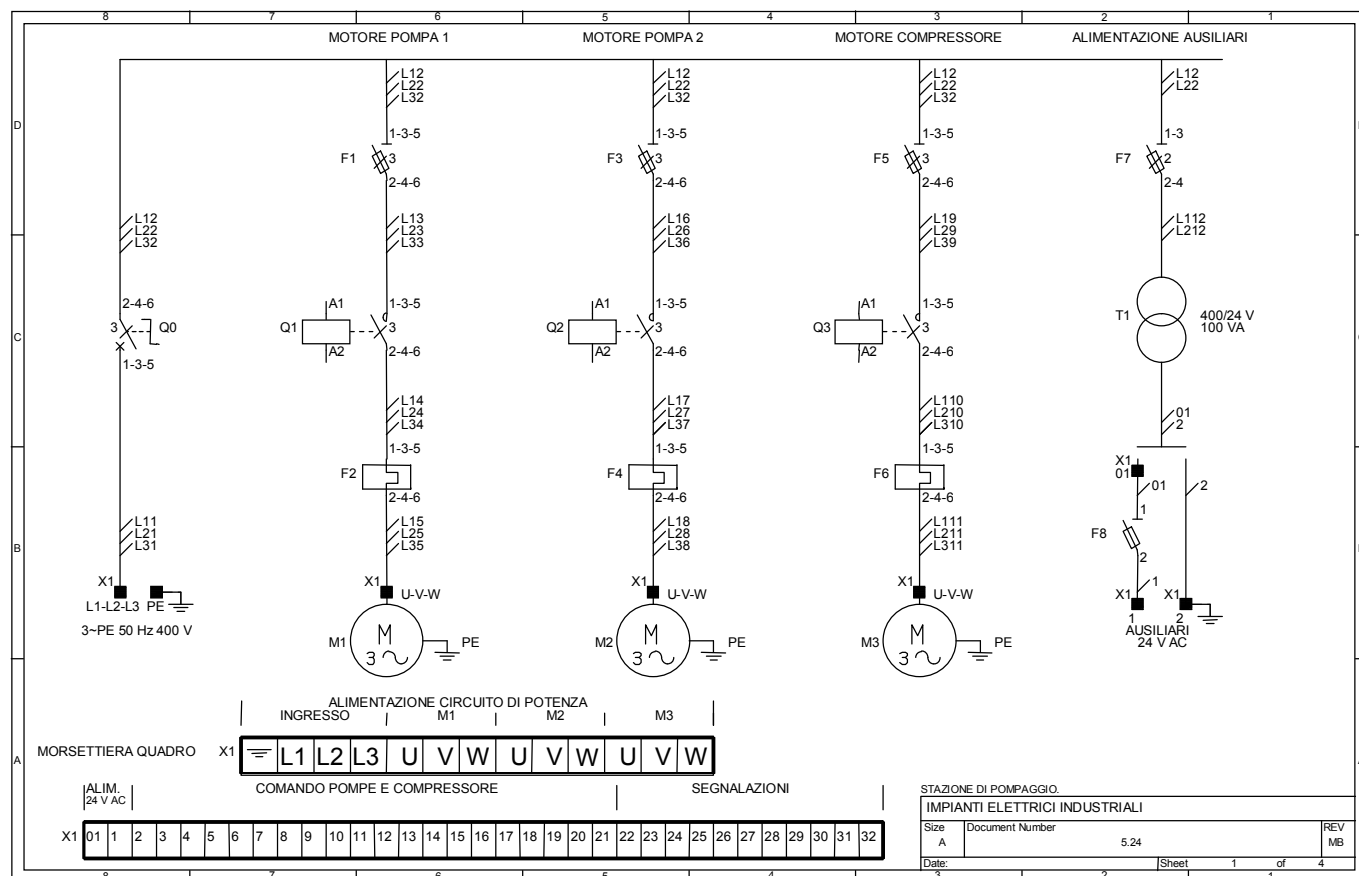 8 7 6 5 4 3 2 1
MOTORE POMPA 1 MOTORE POMPA 2 MOTORE COMPRESSORE ALIMENTAZIONE AUSILIARI
L12 L12 L12 L12
L22 L22 L22 L22
L32 L32 L32
D
1-3-5 1-3-5 1-3-5 1-3
F1 3 F3 3 F5 3 F7 2
2-4-6 2-4-6 2-4-6 2-4
L12 L13 L16 L19 L112
L22 L23 L26 L29 L212
L32 L33 L36 L39
2-4-6 A1 1-3-5 A1 1-3-5 A1 1-3-5
3 Q0 Q1 3 Q2 3 Q3 3 T1 400/24 V
100 VA
C
A2 2-4-6 A2 2-4-6 A2 2-4-6
1-3-5
L14 L17 L110 01
L24 L27 L210 2
L34 L37 L310
1-3-5 1-3-5 1-3-5
F2 F4 F6 X1
01
2-4-6 2-4-6 2-4-6 01 2
L11 L15 L18 L111 1
L21 L25 L28 L211 F8
L31 L35 L38 L311 2
B
X1 X1 U-V-W X1 U-V-W X1 U-V-W 1
L1-L2-L3 PE X1 X1
1 2
3~PE 50 Hz 400 V
M1 M 3 PE M2 M 3 PE M3 M 3 PE
AUSILIARI
24 V AC
ALIMENTAZIONE CIRCUITO DI POTENZA
INGRESSO M1 M2 M3
MORSETTIERA QUADRO X1 L1 L2 L3 U V W U V W U V W
A
ALIM.
24 V AC
COMANDO POMPE E COMPRESSORE SEGNALAZIONI
X1 01 1 2 3 4 5 6 7 8 9 10 11 12 13 14 15 16 17 18 19 20 21 22 23 24 25 26 27 28 29 30 31 32
STAZIONE DI POMPAGGIO.
IMPIANTI ELETTRICI INDUSTRIALI
Size Document Number REV
A 5.24 MB
Date: Sheet 1 of 4
8 7 6 5 4 3 2 1